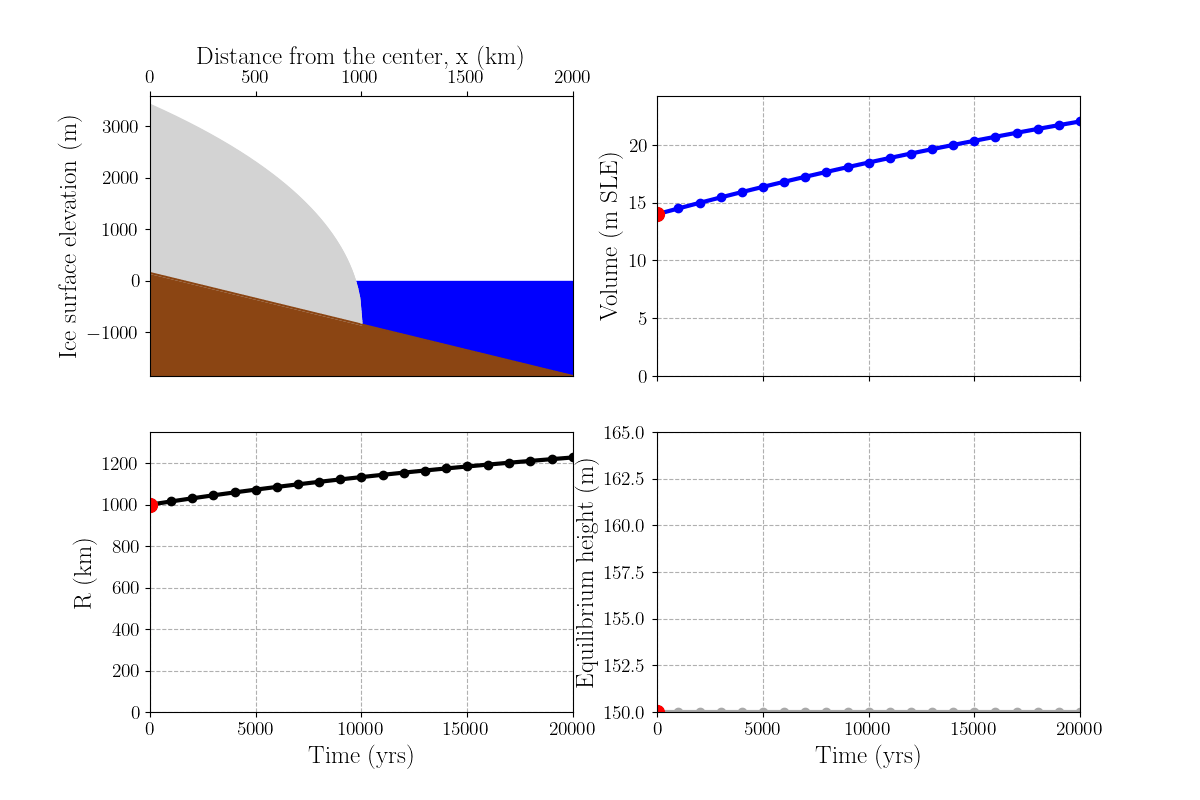 Distance from the center, x (km)
0 500 1000 1500 2000
Ice surface elevation (m)
3000
2000
1000
0
−1000
Volume (m SLE)
20
15
10
5
0
R (km)
1200
1000
800
600
400
200
0
0 5000 10000 15000 20000
Time (yrs)
Equilibrium height (m)
165.0
162.5
160.0
157.5
155.0
152.5
150.0
0 5000 10000 15000 20000
Time (yrs)